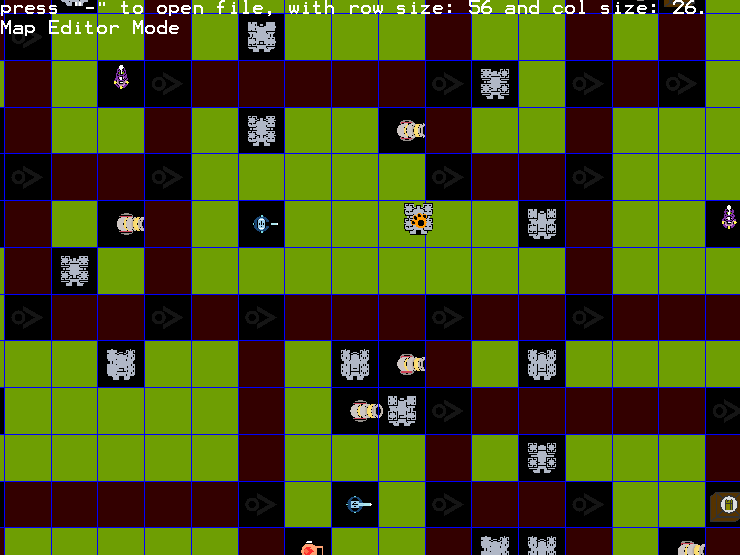 press "-" to open file, with row size: 56 and col size: 26.
Map Editor Mode